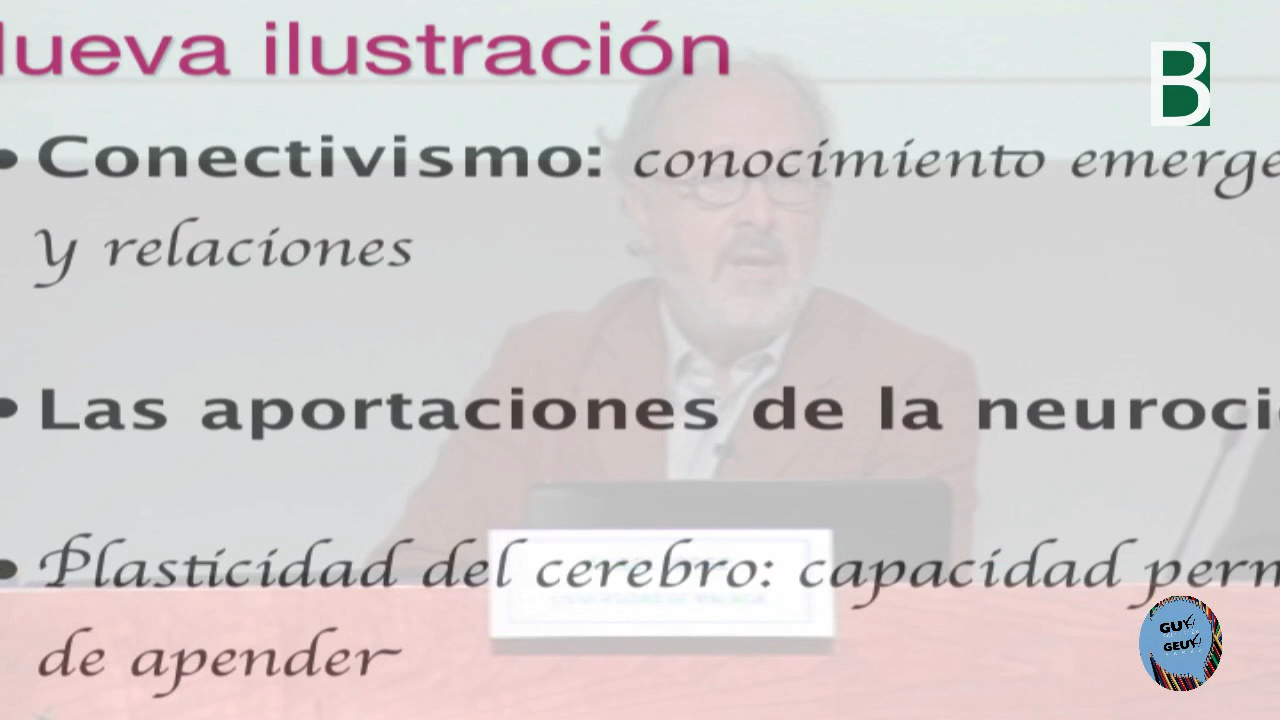 ueva ilustración
B
• Conectivismo: conocimiento emerge
y relaciones
• Las aportaciones de la neuroci
• Plasticidad del cerebro: capacidad perm
de apender
GUY
GEUY